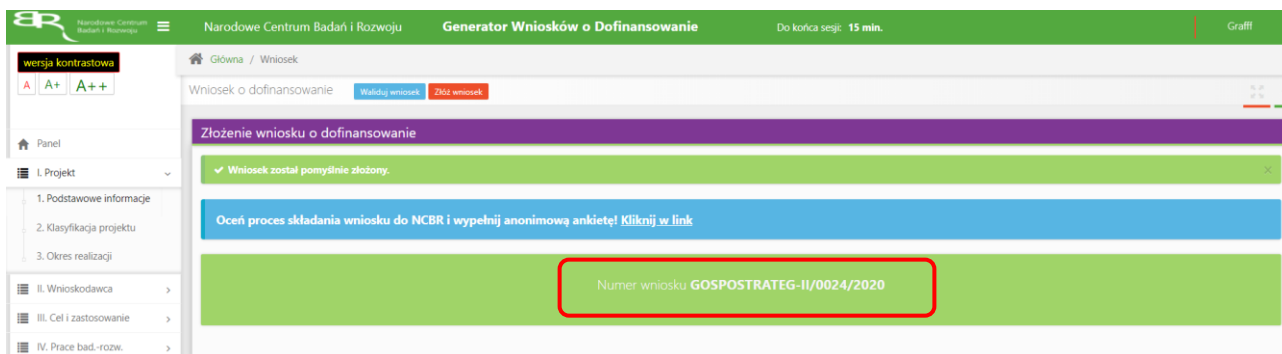 Narodowe Centrum
Badań i Rozwoju
Narodowe Centrum Badań i Rozwoju Generator Wniosków o Dofinansowanie Do końca sesji: 15 min. Graffl
wersja kontrastowa
A A+ A++
Główna / Wniosek
Wniosek o dofinansowanie Waliduj wniosek Złóż wniosek
Panel
I. Projekt
1. Podstawowe informacje
2. Klasyfikacja projektu
3. Okres realizacji
II. Wnioskodawca
III. Cel i zastosowanie
IV. Prace bad.-rozw.
Złożenie wniosku o dofinansowanie
Wniosek został pomyślnie złożony.
Oceń proces składania wniosku do NCBR i wypełnij anonimową ankietę! Kliknij w link
Numer wniosku GOSPOSTRATEG-II/0024/2020